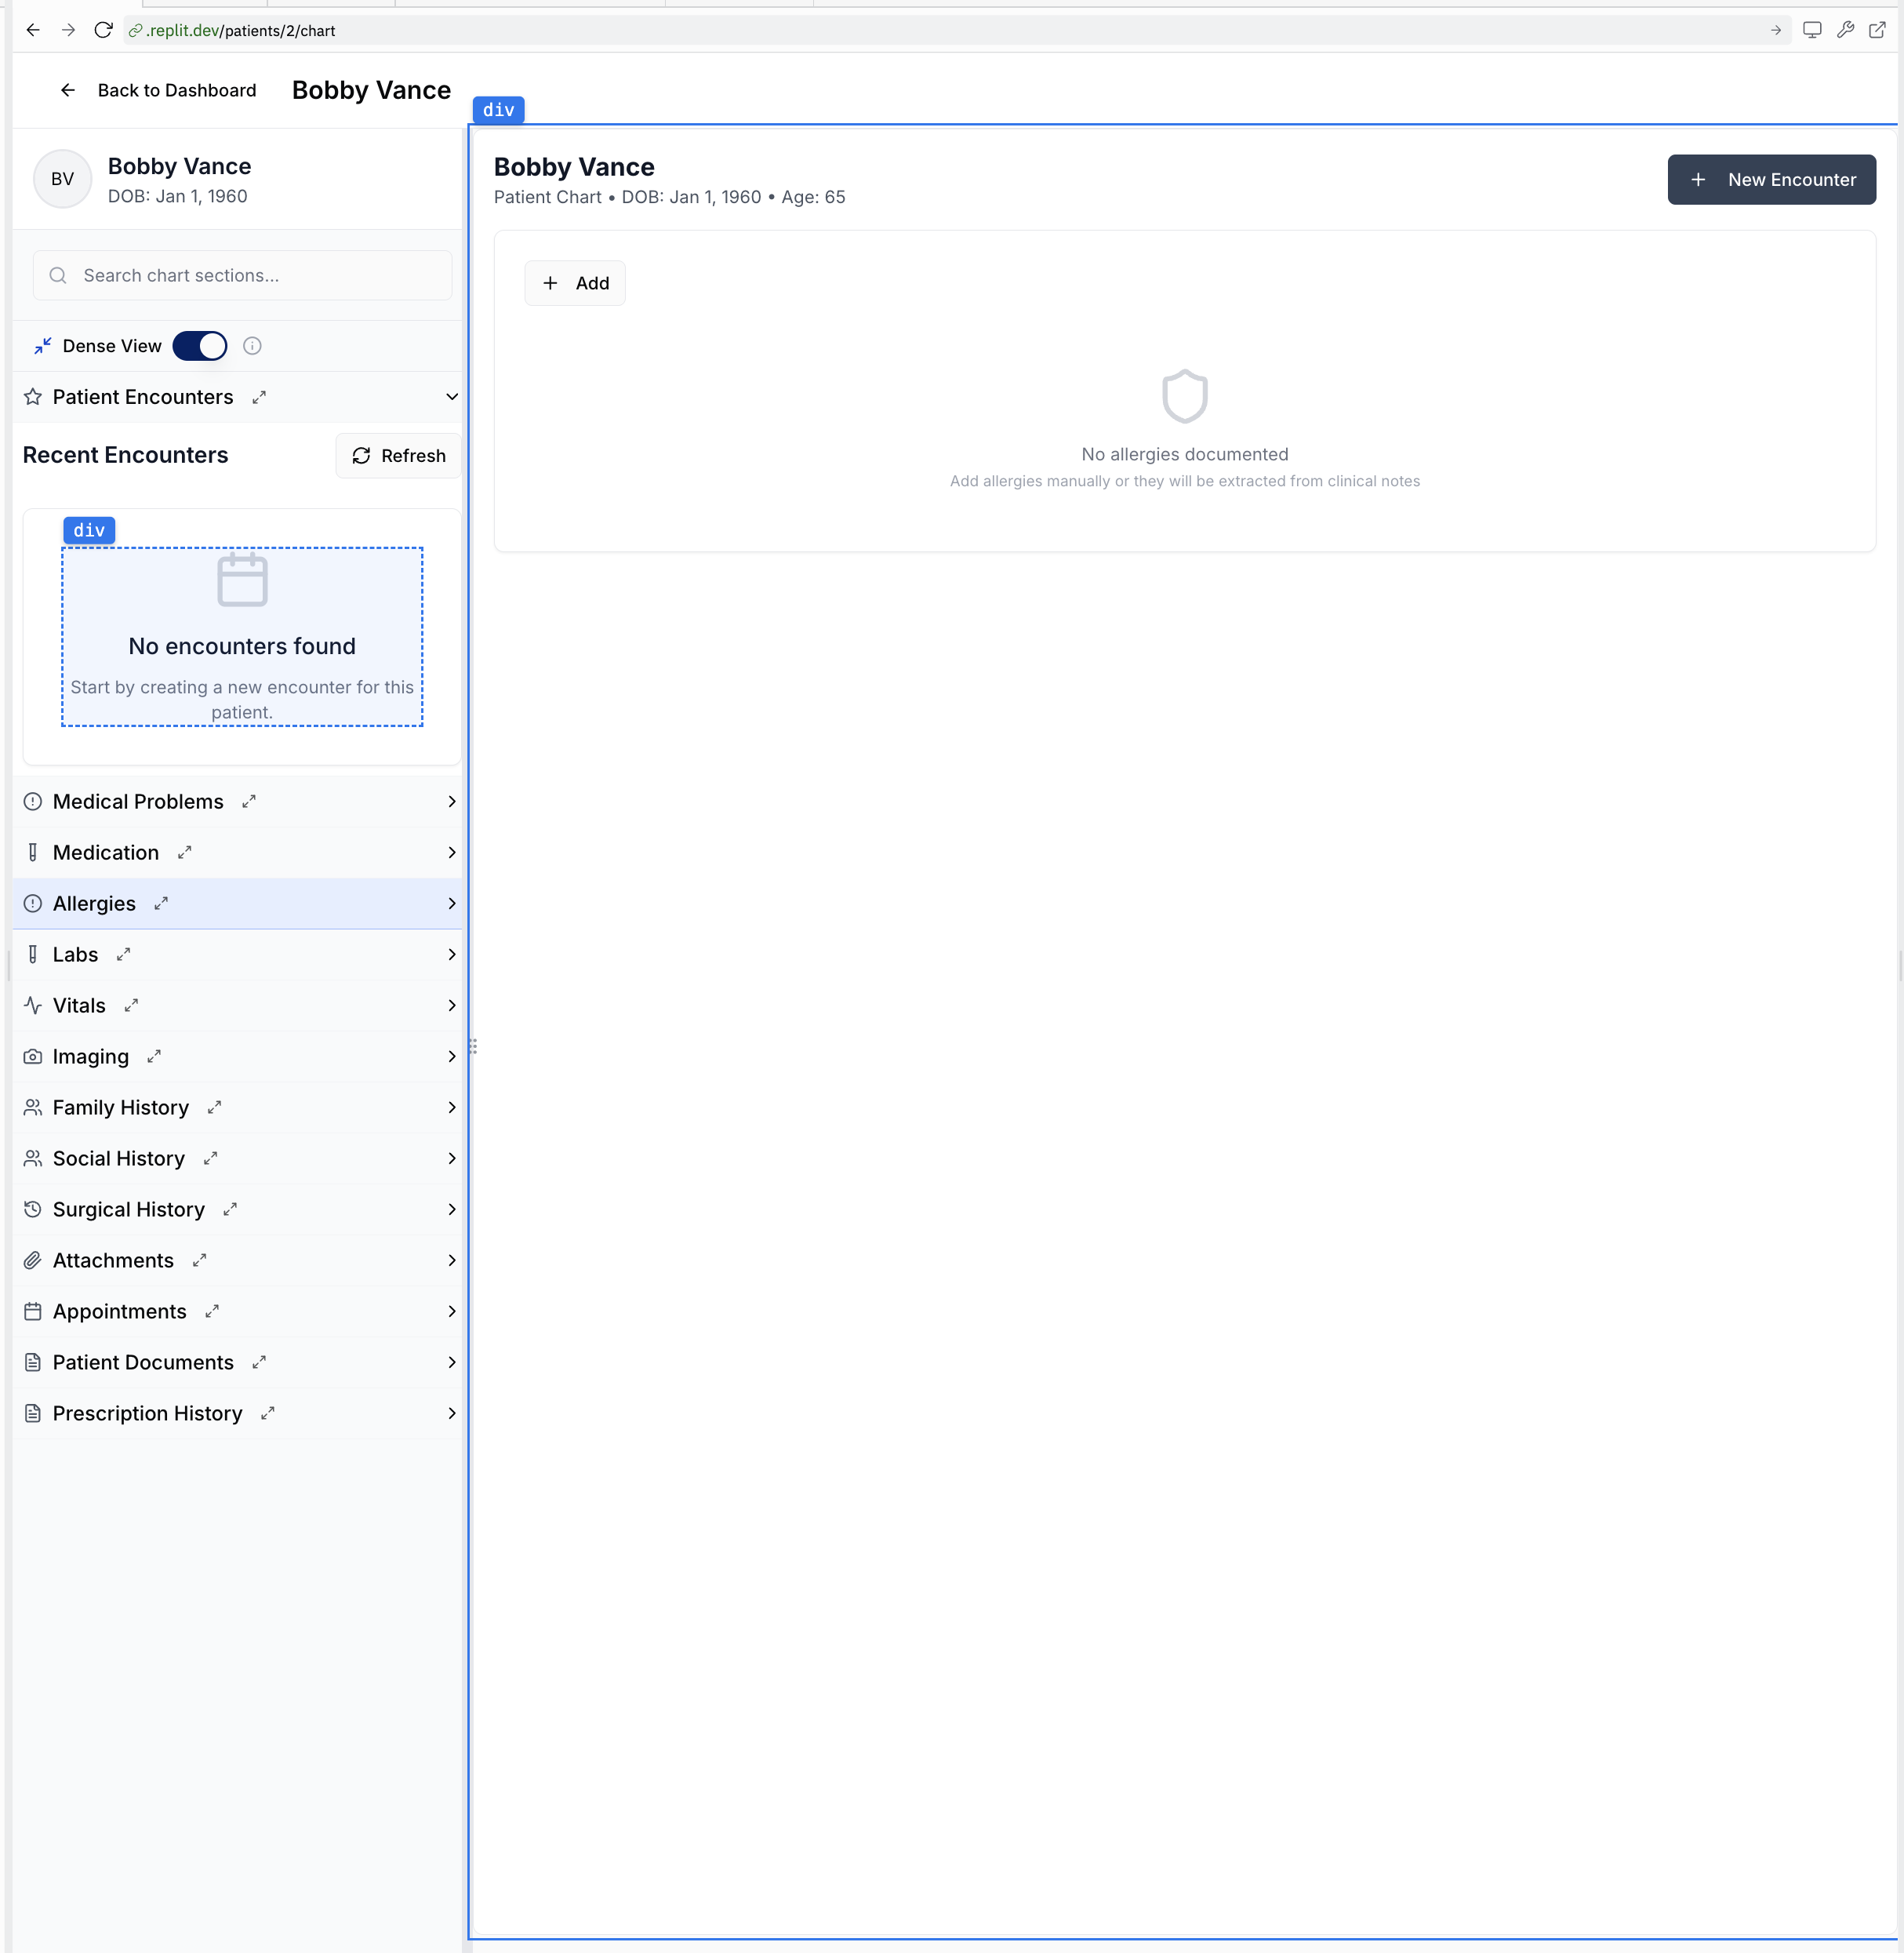 .replit.dev/patients/2/chart
Back to Dashboard
Bobby Vance
div
BV
Bobby Vance
DOB: Jan 1, 1960
Search chart sections...
Dense View
Patient Encounters
Recent Encounters
Refresh
div
No encounters found
Start by creating a new encounter for this
patient.
Medical Problems
Medication
Allergies
Labs
Vitals
Imaging
Family History
Social History
Surgical History
Attachments
Appointments
Patient Documents
Prescription History
Bobby Vance
Patient Chart • DOB: Jan 1, 1960 • Age: 65
New Encounter
Add
No allergies documented
Add allergies manually or they will be extracted from clinical notes